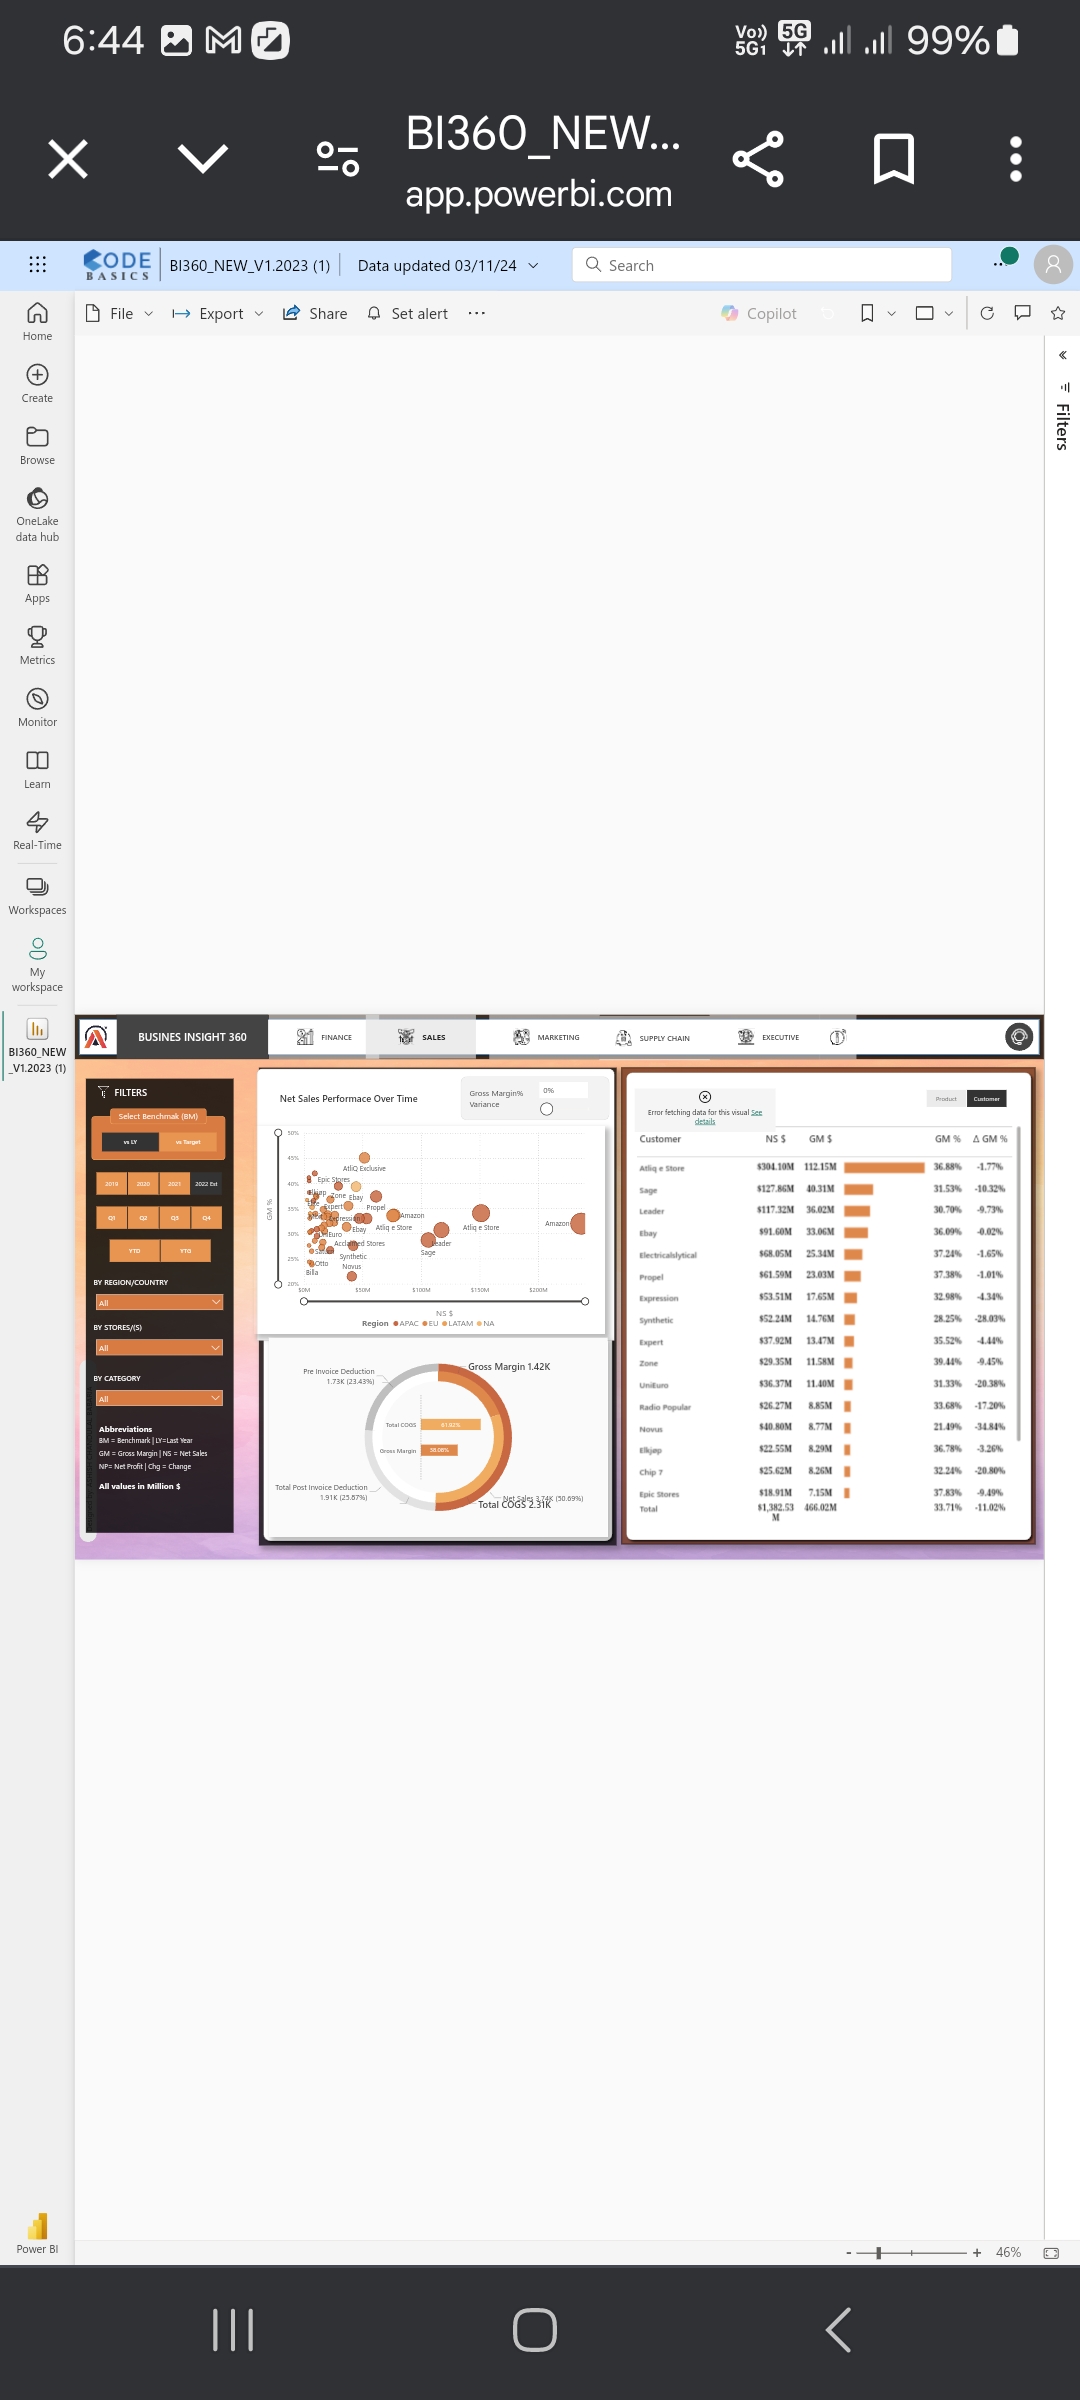 6:44
Vo)) 5G1 5G 99%
BI360_NEW...
app.powerbi.com
CODE BASICS
BI360_NEW_V1.2023 (1)
Data updated 03/11/24
Search
File Export Share Set alert ... Copilot
Home
Create
Browse
OneLake data hub
Apps
Metrics
Monitor
Learn
Real-Time
Workspaces
My workspace
BI360_NEW _V1.2023 (1)
Power BI
Filters
BUSINES INSIGHT 360
FINANCE SALES MARKETING SUPPLY CHAIN EXECUTIVE
FILTERS
Select Benchmak (BM)
vs LY vs Target
2019 2020 2021 2022 Est
Q1 Q2 Q3 Q4
YTD YTG
BY REGION/COUNTRY
All
BY STORES/(S)
All
BY CATEGORY
All
Abbreviations
BM = Benchmark | LY=Last Year
GM = Gross Margin | NS = Net Sales
NP= Net Profit | Chg = Change
All values in Million $
Net Sales Performace Over Time
Gross Margin% Variance
0%
GM %
50%
45%
40%
35%
30%
25%
20%
AtliQ Exclusive
Epic Stores
Zone
Ebay
Expert
Propel
Expression
Amazon
Ebay
Atliq e Store
Atliq e Store
Amazon
UniEuro
Acclaimed Stores
Leader
Sage
Synthetic
Otto
Novus
Billa
$0M $50M $100M $150M $200M
NS $
Region APAC EU LATAM NA
Pre Invoice Deduction
1.73K (23.43%)
Gross Margin 1.42K
Total COGS 61.92%
Gross Margin 38.08%
Total Post Invoice Deduction
1.91K (25.87%)
Net Sales 3.74K (50.69%)
Total COGS 2.31K
Error fetching data for this visual See details
Product Customer
Customer NS $ GM $ GM % Δ GM %
Atliq e Store $304.10M 112.15M 36.88% -1.77%
Sage $127.86M 40.31M 31.53% -10.32%
Leader $117.32M 36.02M 30.70% -9.73%
Ebay $91.60M 33.06M 36.09% -0.02%
Electricalslytical $68.05M 25.34M 37.24% -1.65%
Propel $61.59M 23.03M 37.38% -1.01%
Expression $53.51M 17.65M 32.98% -4.34%
Synthetic $52.24M 14.76M 28.25% -28.03%
Expert $37.92M 13.47M 35.52% -4.44%
Zone $29.35M 11.58M 39.44% -9.45%
UniEuro $36.37M 11.40M 31.33% -20.38%
Radio Popular $26.27M 8.85M 33.68% -17.20%
Novus $40.80M 8.77M 21.49% -34.84%
Elkjøp $22.55M 8.29M 36.78% -3.26%
Chip 7 $25.62M 8.26M 32.24% -20.80%
Epic Stores $18.91M 7.15M 37.83% -9.49%
Total $1,382.53 M 466.02M 33.71% -11.02%
- + 46%